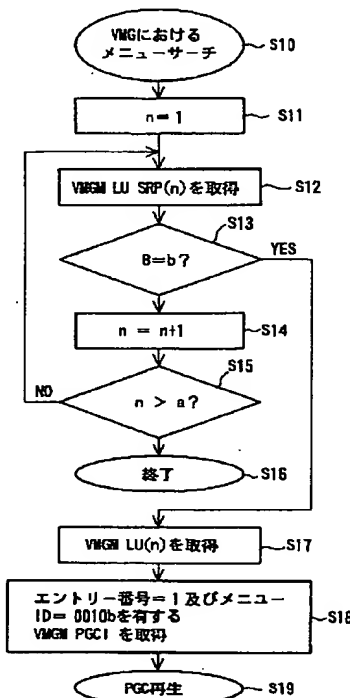 VMGにおける
メニューサーチ
S10
n=1
S11
VMGM LU SRP(n)を取得
S12
S13
B=b?
YES
n = n+1
S14
S15
NO
n > a?
終了
S16
VMGM LU(n)を取得
S17
エントリー番号=1 及びメニュー
ID= 0010bを有する
VMGM PGCI を取得
S18
PGC再生
S19